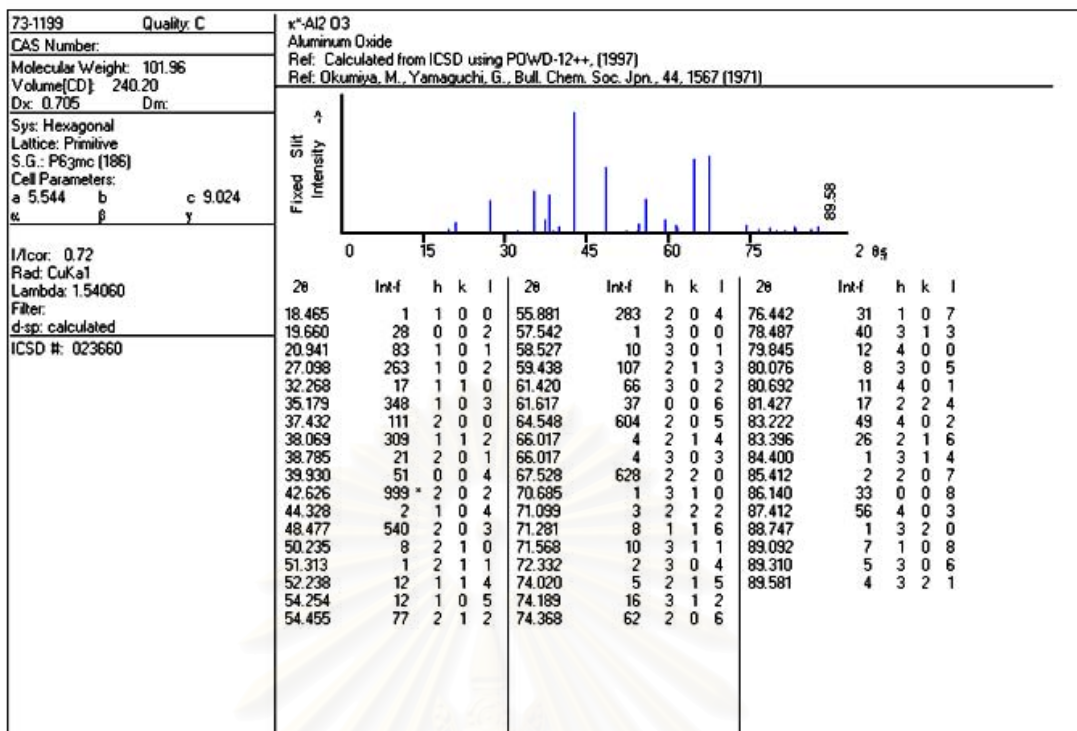 73-1199 Quality: C
CAS Number:
Molecular Weight: 101.96
Volume[CD]: 240.20
Dx: 0.705 Dm:
Sys: Hexagonal
Lattice: Primitive
S.G.: P63mc (186)
Cell Parameters:
a 5.544 b c 9.024
α β γ
I/Icor: 0.72
Rad: CuKa1
Lambda: 1.54060
Filter:
d-sp: calculated
ICSD #: 023660
κ"-Al2 O3
Aluminum Oxide
Ref: Calculated from ICSD using POWD-12++, (1997)
Ref: Okumiya, M., Yamaguchi, G., Bull. Chem. Soc. Jpn., 44, 1567 (1971)
Fixed Slit
Intensity ->
89.58
0 15 30 45 60 75 2 θ°
2θ Int-f h k l 2θ Int-f h k l 2θ Int-f h k l
18.465 1 1 0 0 55.881 283 2 0 4 76.442 31 1 0 7
19.660 28 0 0 2 57.542 1 3 0 0 78.487 40 3 1 3
20.941 83 1 0 1 58.527 10 3 0 1 79.845 12 4 0 0
27.098 263 1 0 2 59.438 107 2 1 3 80.076 8 3 0 5
32.268 17 1 1 0 61.420 66 3 0 2 80.692 11 4 0 1
35.179 348 1 0 3 61.617 37 0 0 6 81.427 17 2 2 4
37.432 111 2 0 0 64.548 604 2 0 5 83.222 49 4 0 2
38.069 309 1 1 2 66.017 4 2 1 4 83.396 26 2 1 6
38.785 21 2 0 1 66.017 4 3 0 3 84.400 1 3 1 4
39.930 51 0 0 4 67.528 628 2 2 0 85.412 2 2 0 7
42.626 999 * 2 0 2 70.685 1 3 1 0 86.140 33 0 0 8
44.328 2 1 0 4 71.099 3 2 2 2 87.412 56 4 0 3
48.477 540 2 0 3 71.281 8 1 1 6 88.747 1 3 2 0
50.235 8 2 1 0 71.568 10 3 1 1 89.092 7 1 0 8
51.313 1 2 1 1 72.332 2 3 0 4 89.310 5 3 0 6
52.238 12 1 1 4 74.020 5 2 1 5 89.581 4 3 2 1
54.254 12 1 0 5 74.189 16 3 1 2
54.455 77 2 1 2 74.368 62 2 0 6